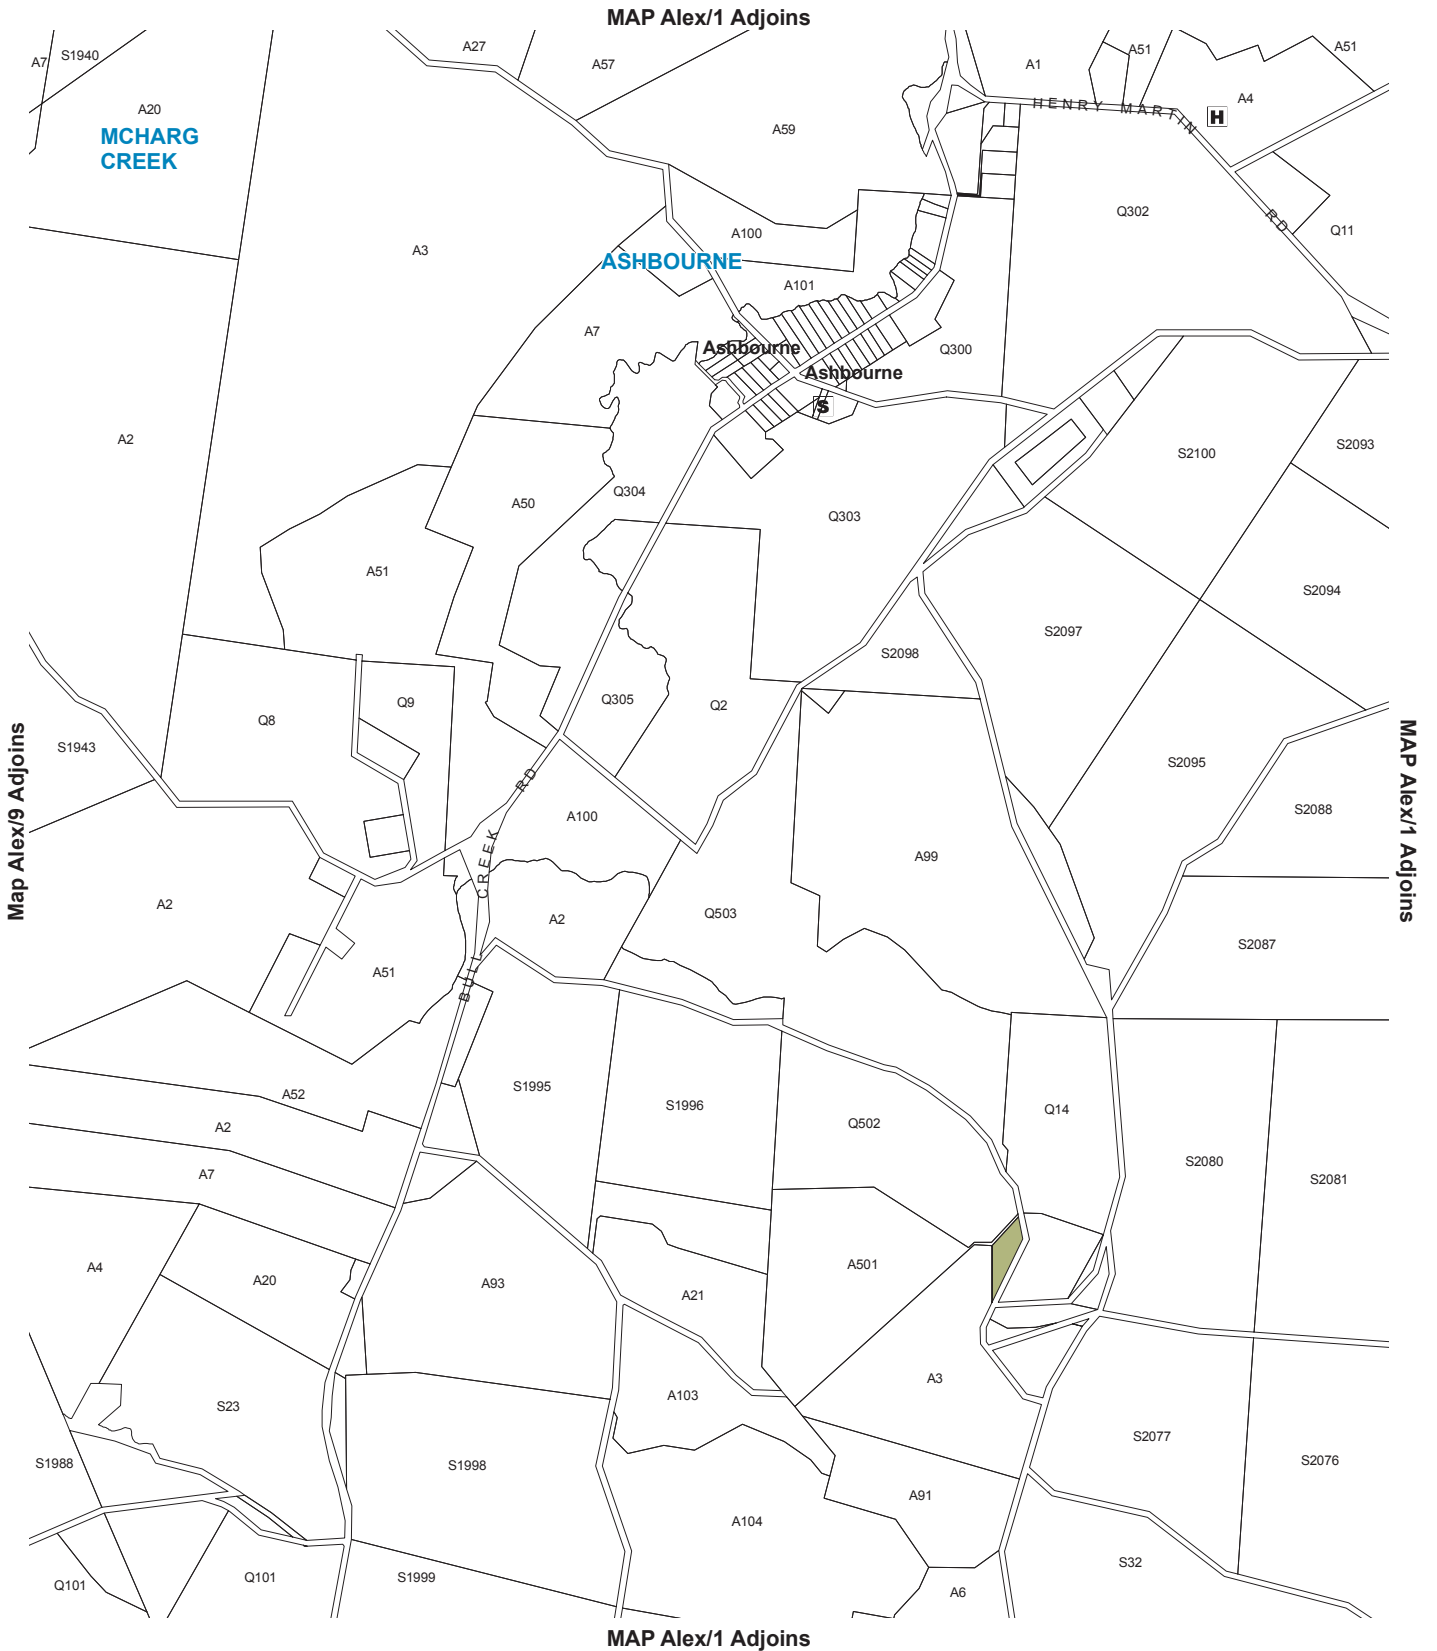 MAP Alex/1 Adjoins
A7
S1940
A27
A57
A1
A51
A51
A20
A4
MCHARG
CREEK
HENRY MARTIN RD
H
A59
Q302
Q11
A3
A100
ASHBOURNE
A101
A7
Ashbourne
Q300
Ashbourne
S
A2
S2100
S2093
A50
Q304
Q303
A51
S2094
S2097
S2098
Q8
Q9
Q305
Q2
S1943
S2095
Map Alex/9 Adjoins
MAP Alex/1 Adjoins
S2088
A100
A99
BULL CREEK RD
A2
A2
Q503
S2087
A51
S1995
A52
S1996
Q14
A2
Q502
A7
S2080
S2081
A4
A20
A93
A501
A21
A3
A103
S23
S2077
S1988
S1998
S2076
A91
A104
S32
Q101
Q101
S1999
A6
MAP Alex/1 Adjoins